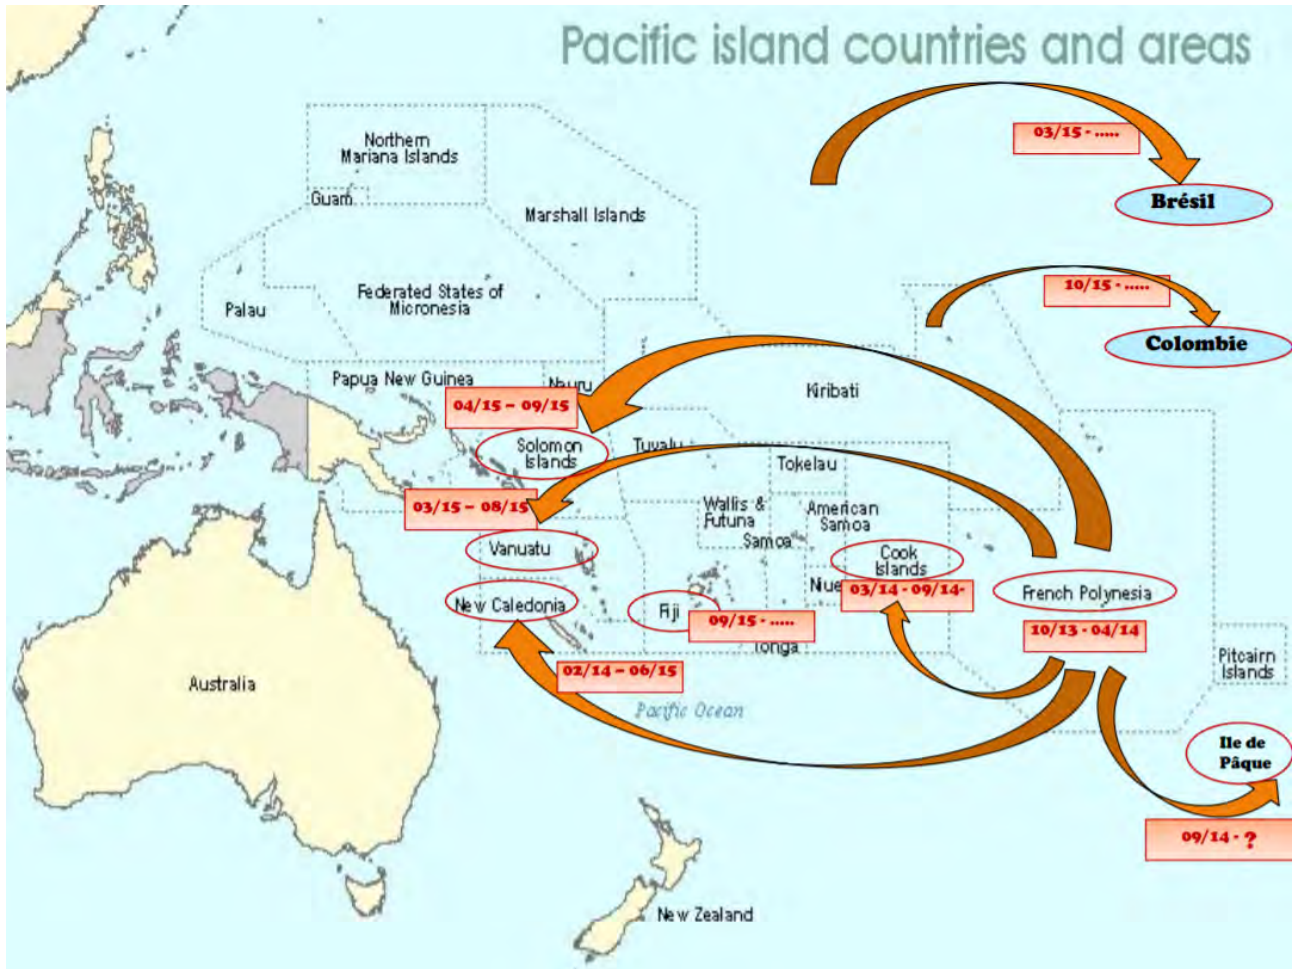 Pacific island countries and areas
Northern
Mariana Islands
Guam
Marshall Islands
03/15 - .....
Brésil
Palau
Federated States of
Micronesia
10/15 - .....
Colombie
Papua New Guinea
Nauru
Kiribati
04/15 – 09/15
Solomon
Islands
Tuvalu
Tokelau
03/15 – 08/15
Wallis &
Futuna
American
Samoa
Samoa
Vanuatu
Cook
Islands
Niue
03/14 - 09/14-
French Polynesia
New Caledonia
Fiji
09/15 - .....
10/13 - 04/14
Tonga
Pitcairn
Islands
02/14 – 06/15
Australia
Pacific Ocean
Ile de
Pâque
09/14 - ?
New Zealand